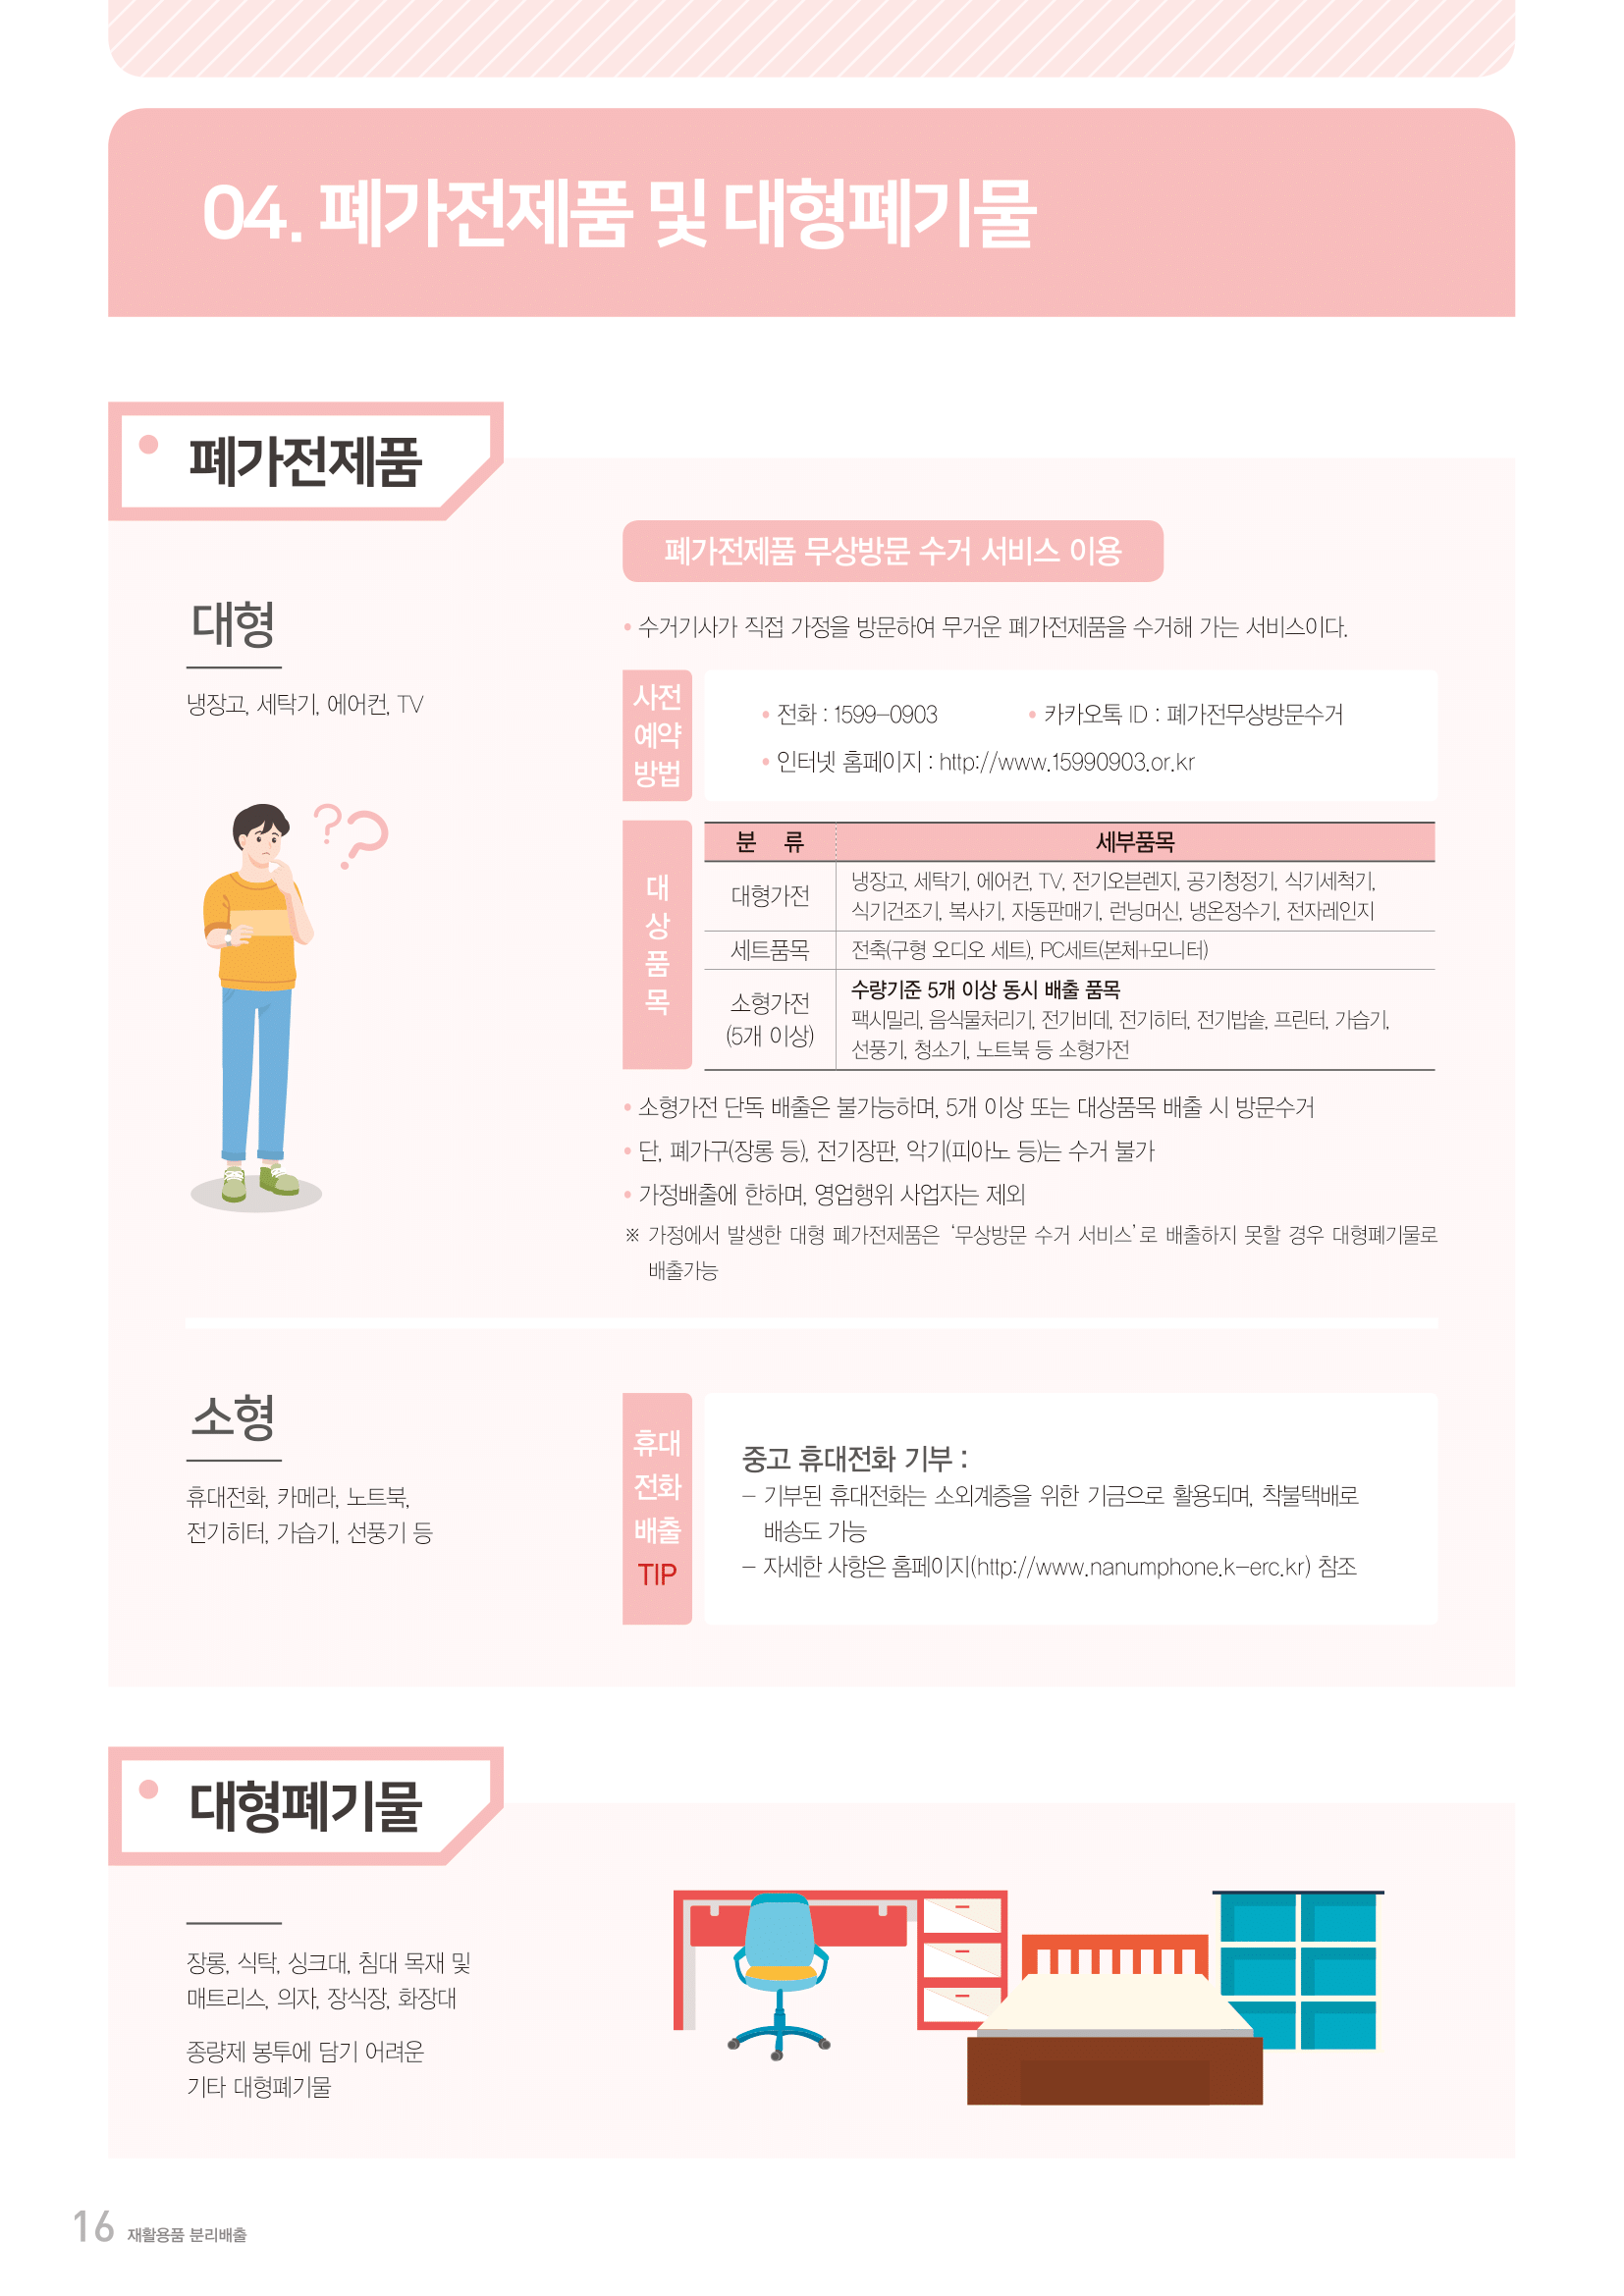 04. 폐가전제품 및 대형폐기물
폐가전제품
대형
냉장고, 세탁기, 에어컨, TV
??
폐가전제품 무상방문 수거 서비스 이용
• 수거기사가 직접 가정을 방문하여 무거운 폐가전제품을 수거해 가는 서비스이다.
사전
예약
방법
• 전화 : 1599-0903 • 카카오톡 ID : 폐가전무상방문수거
• 인터넷 홈페이지 : http://www.15990903.or.kr
대
상
품
목
분 류 세부품목
대형가전
냉장고, 세탁기, 에어컨, TV, 전기오븐렌지, 공기청정기, 식기세척기,
식기건조기, 복사기, 자동판매기, 런닝머신, 냉온정수기, 전자레인지
세트품목 전축(구형 오디오 세트), PC세트(본체+모니터)
소형가전
(5개 이상)
수량기준 5개 이상 동시 배출 품목
팩시밀리, 음식물처리기, 전기비데, 전기히터, 전기밥솥, 프린터, 가습기,
선풍기, 청소기, 노트북 등 소형가전
• 소형가전 단독 배출은 불가능하며, 5개 이상 또는 대상품목 배출 시 방문수거
• 단, 폐가구(장롱 등), 전기장판, 악기(피아노 등)는 수거 불가
• 가정배출에 한하며, 영업행위 사업자는 제외
※ 가정에서 발생한 대형 폐가전제품은 ‘무상방문 수거 서비스’로 배출하지 못할 경우 대형폐기물로
배출가능
소형
휴대전화, 카메라, 노트북,
전기히터, 가습기, 선풍기 등
휴대
전화
배출
TIP
중고 휴대전화 기부 :
– 기부된 휴대전화는 소외계층을 위한 기금으로 활용되며, 착불택배로
배송도 가능
– 자세한 사항은 홈페이지(http://www.nanumphone.k-erc.kr) 참조
대형폐기물
장롱, 식탁, 싱크대, 침대 목재 및
매트리스, 의자, 장식장, 화장대
종량제 봉투에 담기 어려운
기타 대형폐기물
16 재활용품 분리배출